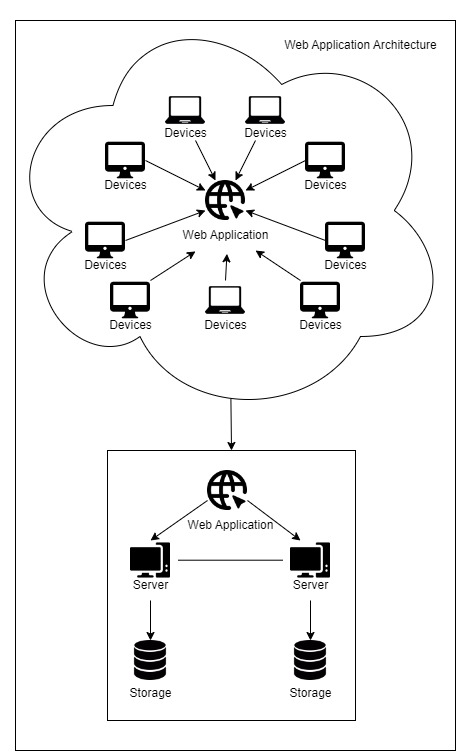 Web Application Architecture
Devices
Devices
Devices
Devices
Web Application
Devices
Devices
Devices
Devices
Devices
Web Application
Server
Server
Storage
Storage